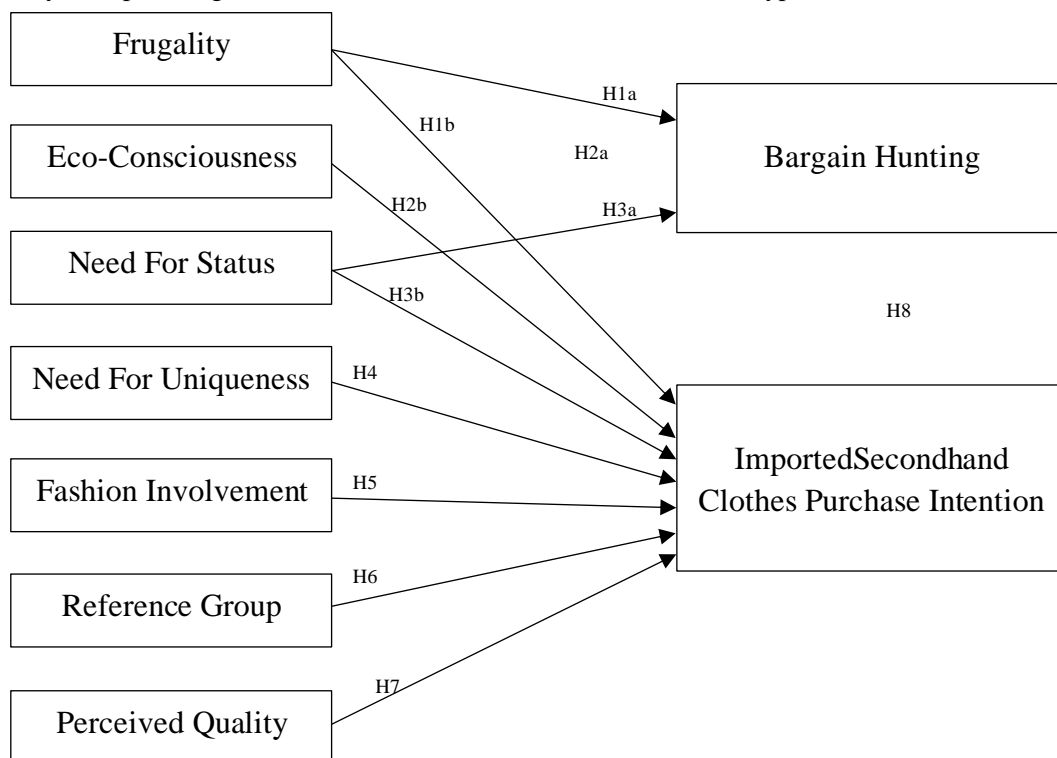 Frugality
H1a
H1b
Bargain Hunting
Eco-Consciousness
H2a
H2b
H3a
Need For Status
H3b
H8
Need For Uniqueness
H4
ImportedSecondhand
Clothes Purchase Intention
Fashion Involvement
H5
Reference Group
H6
H7
Perceived Quality